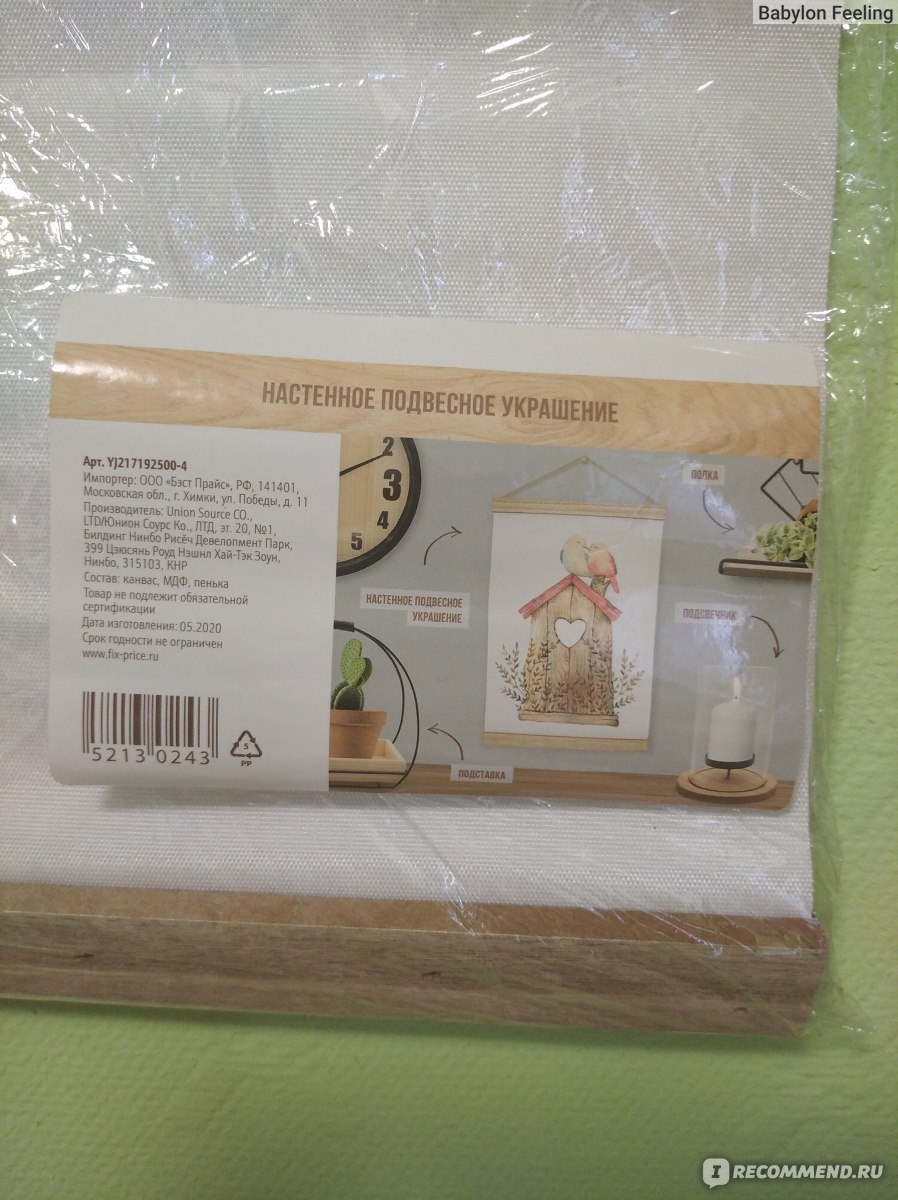 Babylon Feeling
НАСТЕННОЕ ПОДВЕСНОЕ УКРАШЕНИЕ
Арт. YJ217192500-4
Импортер: ООО «Бэст Прайс», РФ, 141401,
Московская обл., г. Химки, ул. Победы, д. 11
Производитель: Union Source CO.,
LTD/Юнион Соурс Ко., ЛТД, эт. 20, №1,
Билдинг Нинбо Рисёч Девелопмент Парк,
399 Цзюсянь Роуд Нэшнл Хай-Тэк Зоун,
Нинбо, 315103, КНР
Состав: канвас, МДФ, пенька
Товар не подлежит обязательной
сертификации
Дата изготовления: 05.2020
Срок годности не ограничен
www.fix-price.ru
5213 0243
5
PP
2
3
4
5
НАСТЕННОЕ ПОДВЕСНОЕ
УКРАШЕНИЕ
ПОЛКА
ПОДСВЕЧНИК
ПОДСТАВКА
IRECOMMEND.RU